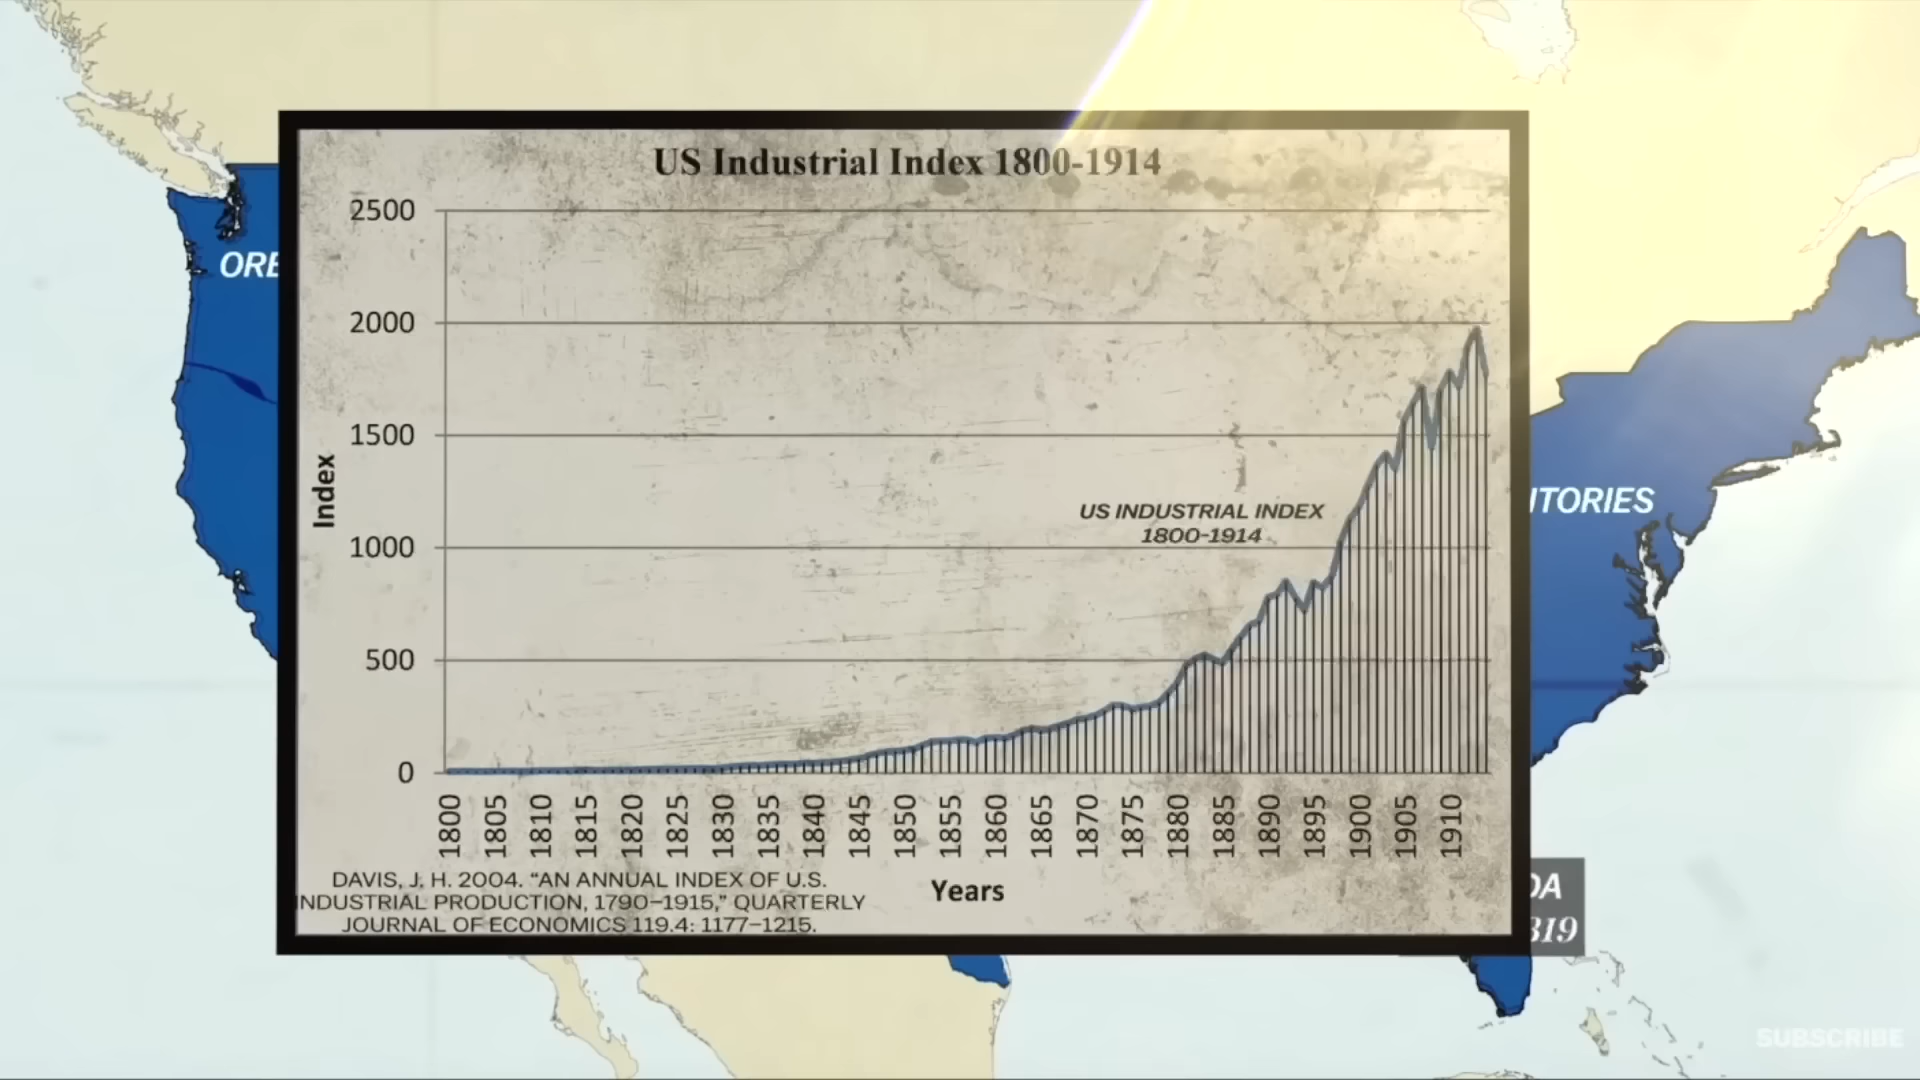 US Industrial Index 1800-1914
2500
2000
1500
1000
500
0
Index
US INDUSTRIAL INDEX
1800-1914
1800
1805
1810
1815
1820
1825
1830
1835
1840
1845
1850
1855
1860
1865
1870
1875
1880
1885
1890
1895
1900
1905
1910
Years
DAVIS, J. H. 2004. “AN ANNUAL INDEX OF U.S.
INDUSTRIAL PRODUCTION, 1790–1915,” QUARTERLY
JOURNAL OF ECONOMICS 119.4: 1177–1215.
ORE
ITORIES
DA
819
SUBSCRIBE